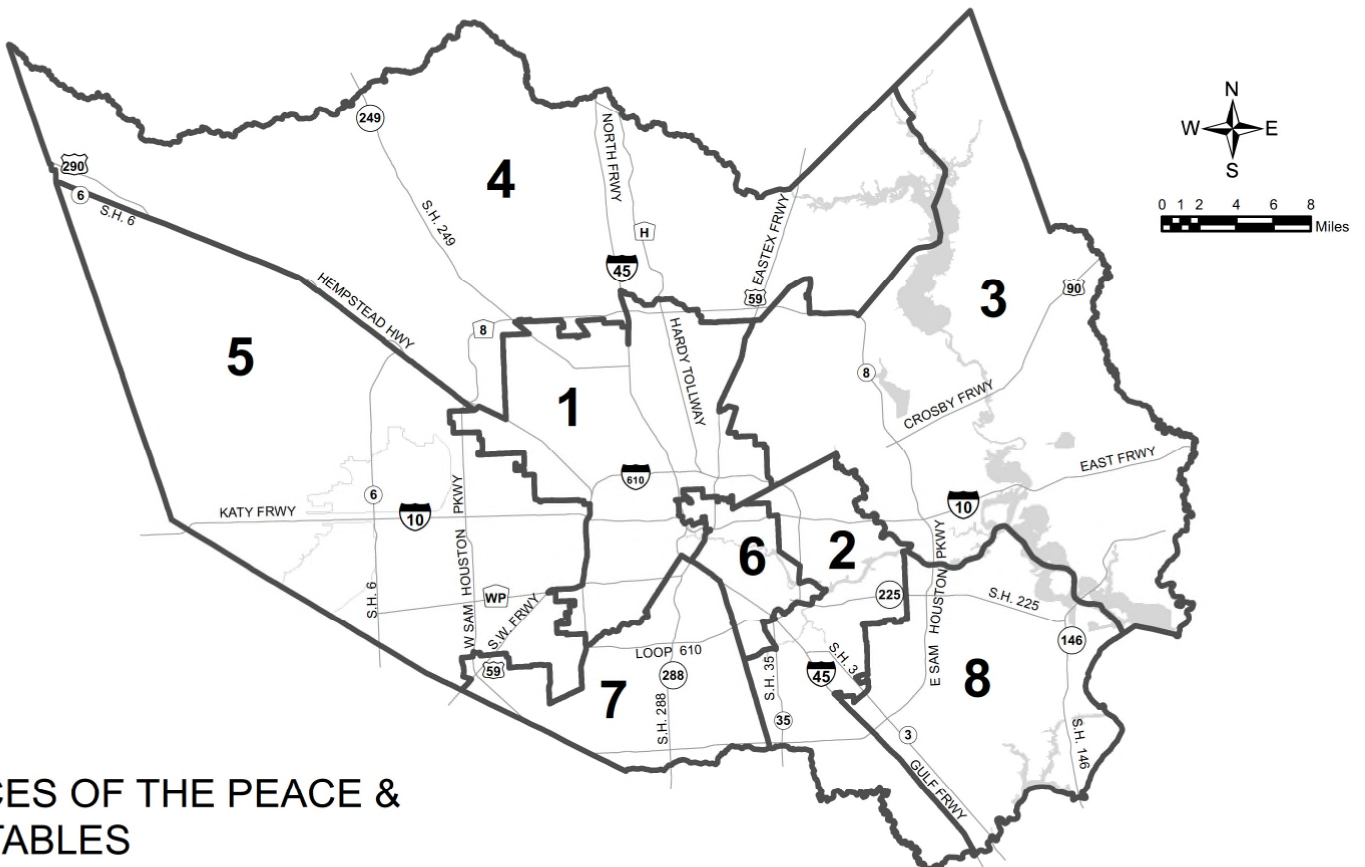 N
W E
S
0 1 2 4 6 8
Miles
249
NORTH FRWY
290
6
S.H. 6
4
S.H. 249
H
45
EASTEX FRWY
59
3
90
HEMPSTEAD HWY
8
HARDY TOLLWAY
5
1
8
CROSBY FRWY
EAST FRWY
610
6
KATY FRWY
10
W SAM HOUSTON PKWY
10
6
2
E SAM HOUSTON PKWY
S.H. 6
WP
S.W. FRWY
225
S.H. 225
146
LOOP 610
59
7
288
S.H. 288
S.H. 35
45
S.H. 3
8
35
3
S.H. 146
GULF FRWY
CES OF THE PEACE &
TABLES